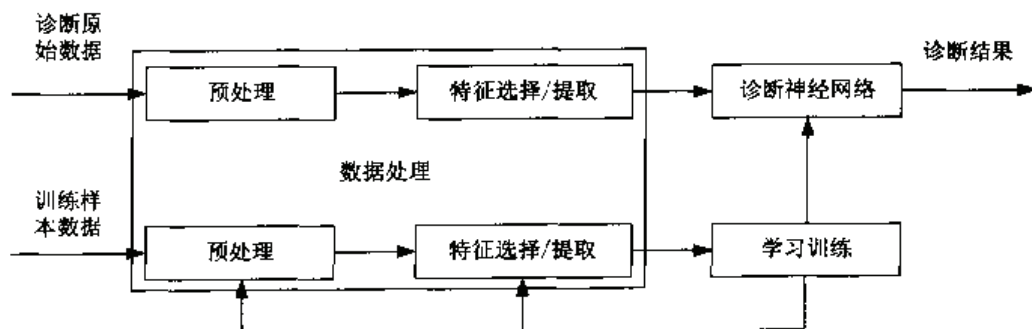 诊断原
始数据
诊断结果
预处理
特征选择/提取
诊断神经网络
数据处理
训练样
本数据
预处理
特征选择/提取
学习训练